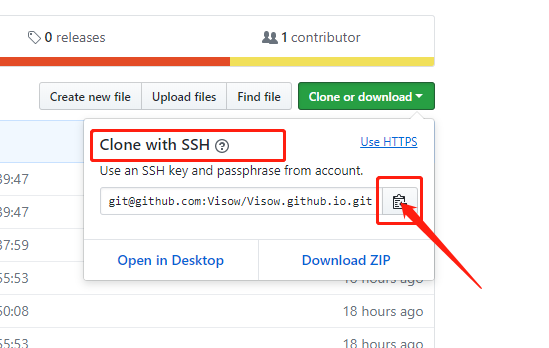 0 releases
1 contributor
Create new file
Upload files
Find file
Clone or download
Clone with SSH
Use HTTPS
Use an SSH key and passphrase from account.
git@github.com:Visow/Visow.github.io.git
Open in Desktop
Download ZIP
39:47
39:47
37:59
55:53
18 hours ago
50:08
18 hours ago
55:53
18 hours ago